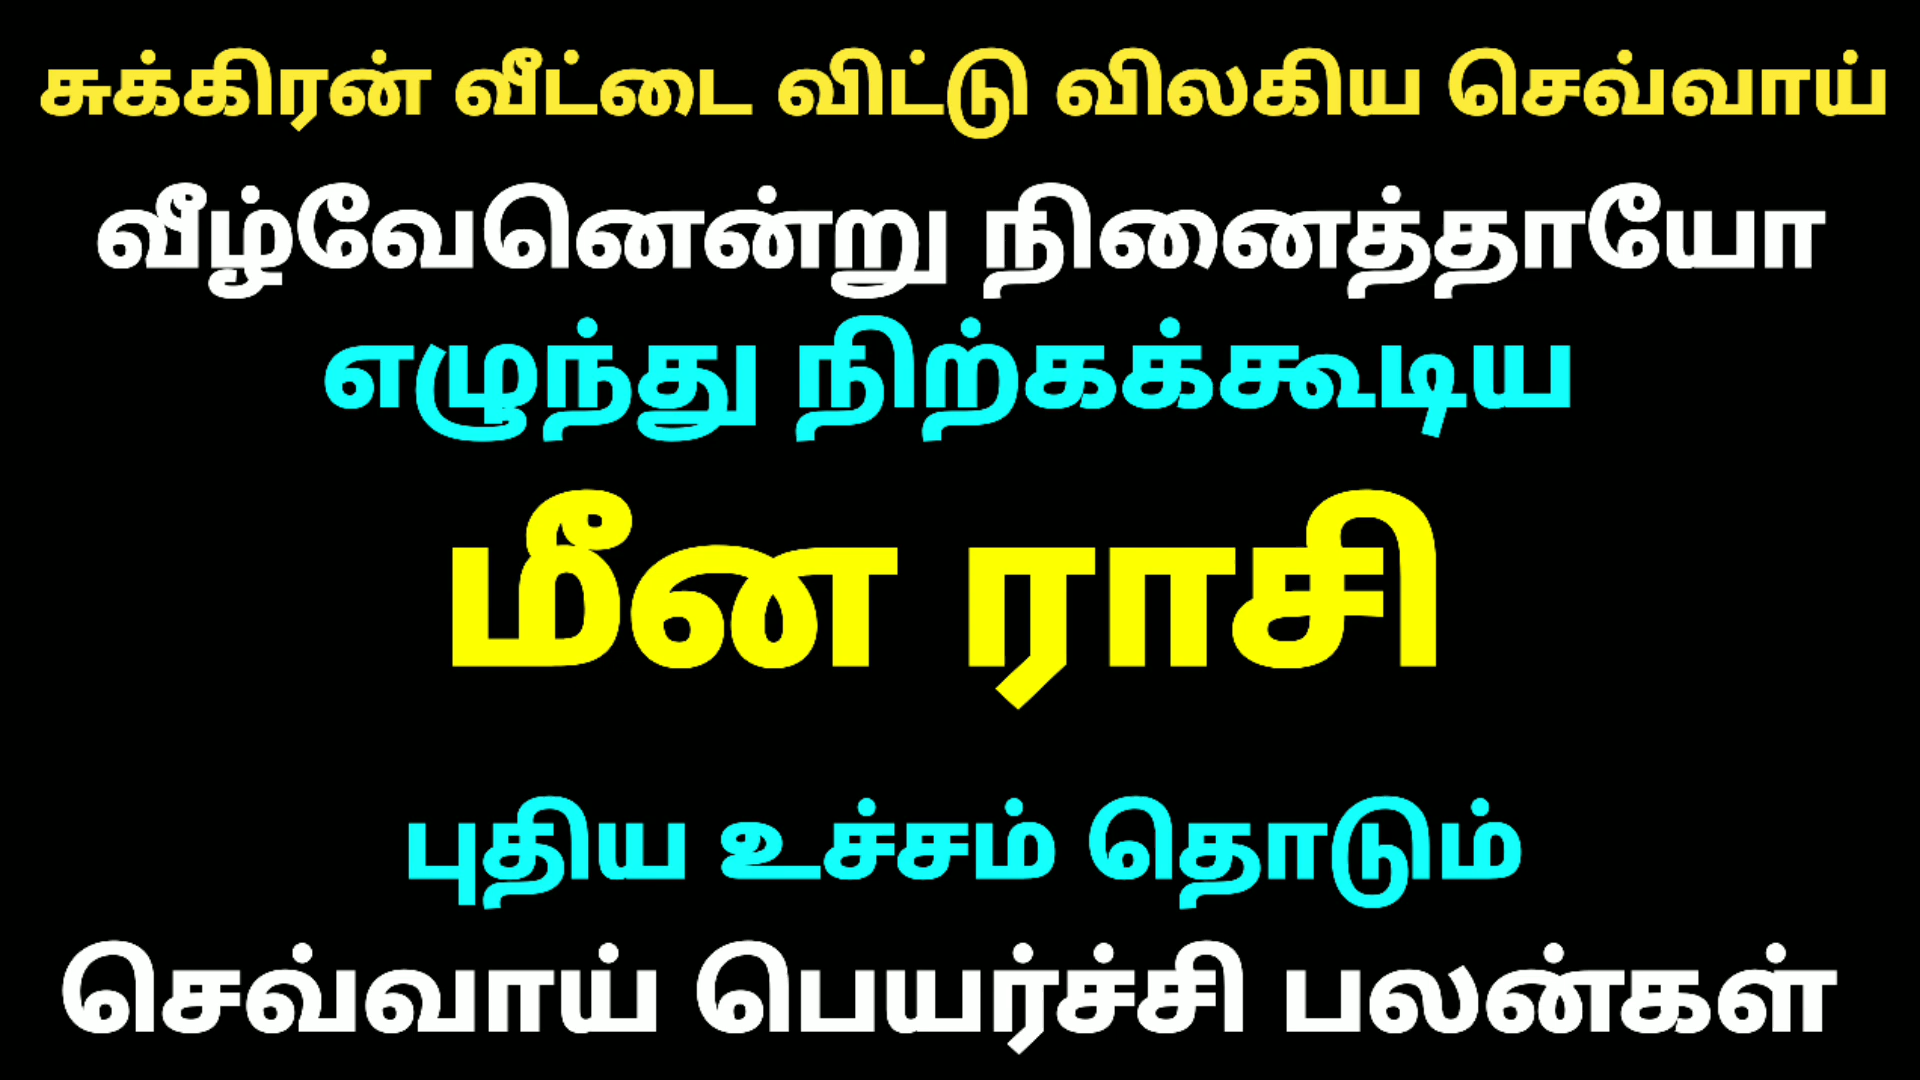 சுக்கிரன் வீட்டை விட்டு விலகிய செவ்வாய்
வீழ்வேனென்று நினைத்தாயோ
எழுந்து நிற்கக்கூடிய
மீன ராசி
புதிய உச்சம் தொடும்
செவ்வாய் பெயர்ச்சி பலன்கள்